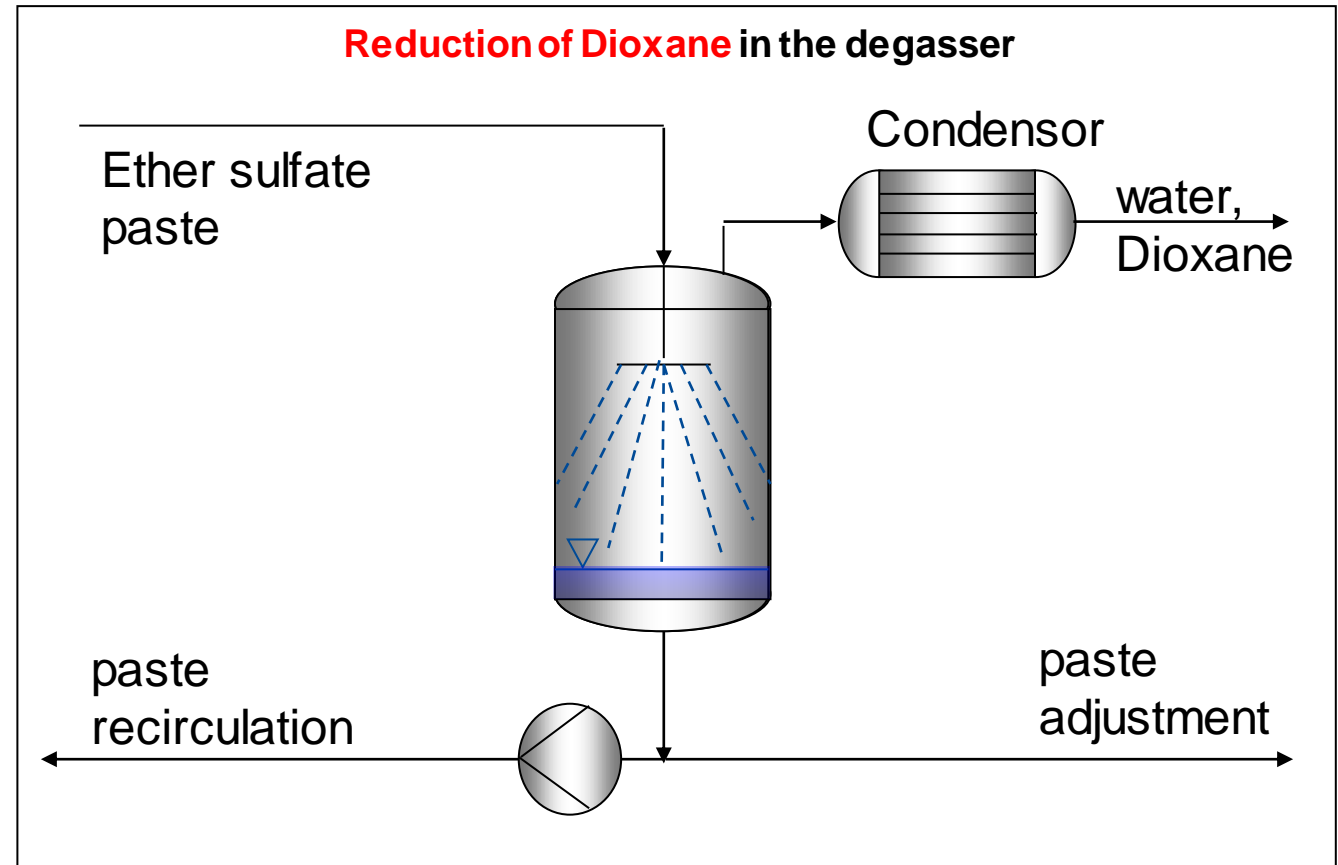 Reduction of Dioxane in the degasser
Condensor
Ether sulfate
paste
water,
Dioxane
paste
recirculation
paste
adjustment